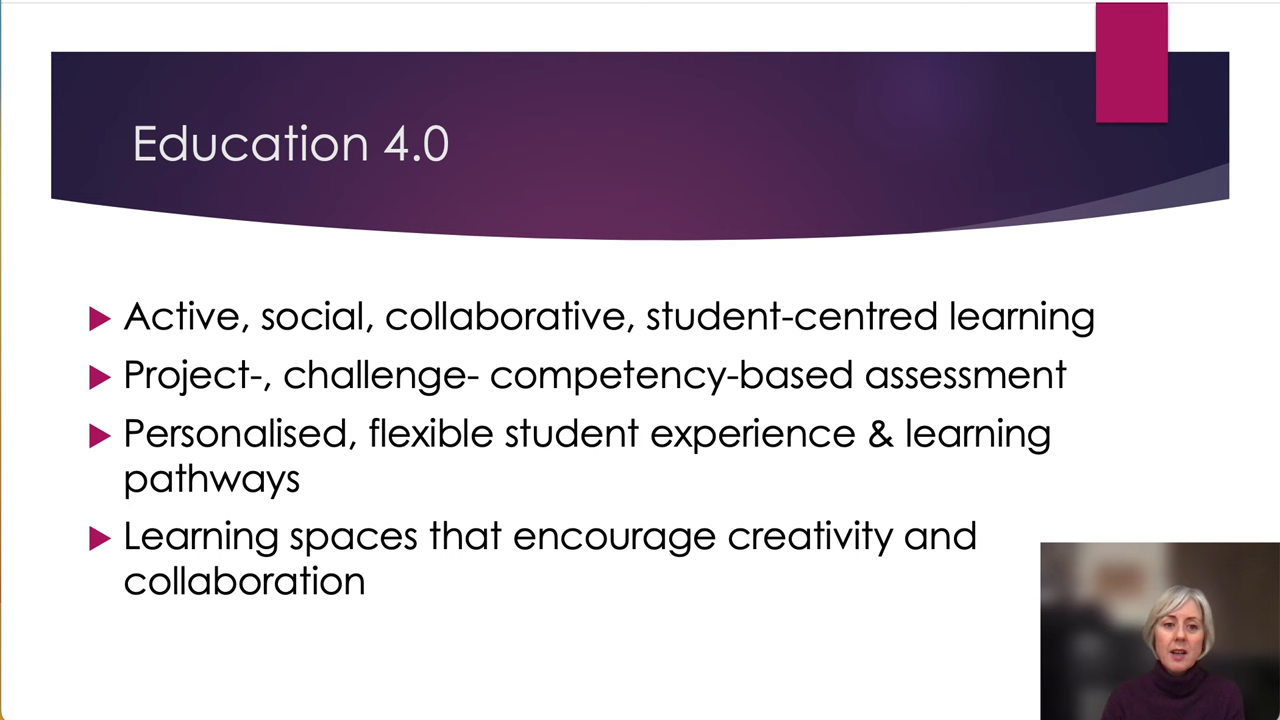 Education 4.0
Active, social, collaborative, student-centred learning
Project-, challenge- competency-based assessment
Personalised, flexible student experience & learning
pathways
Learning spaces that encourage creativity and
collaboration